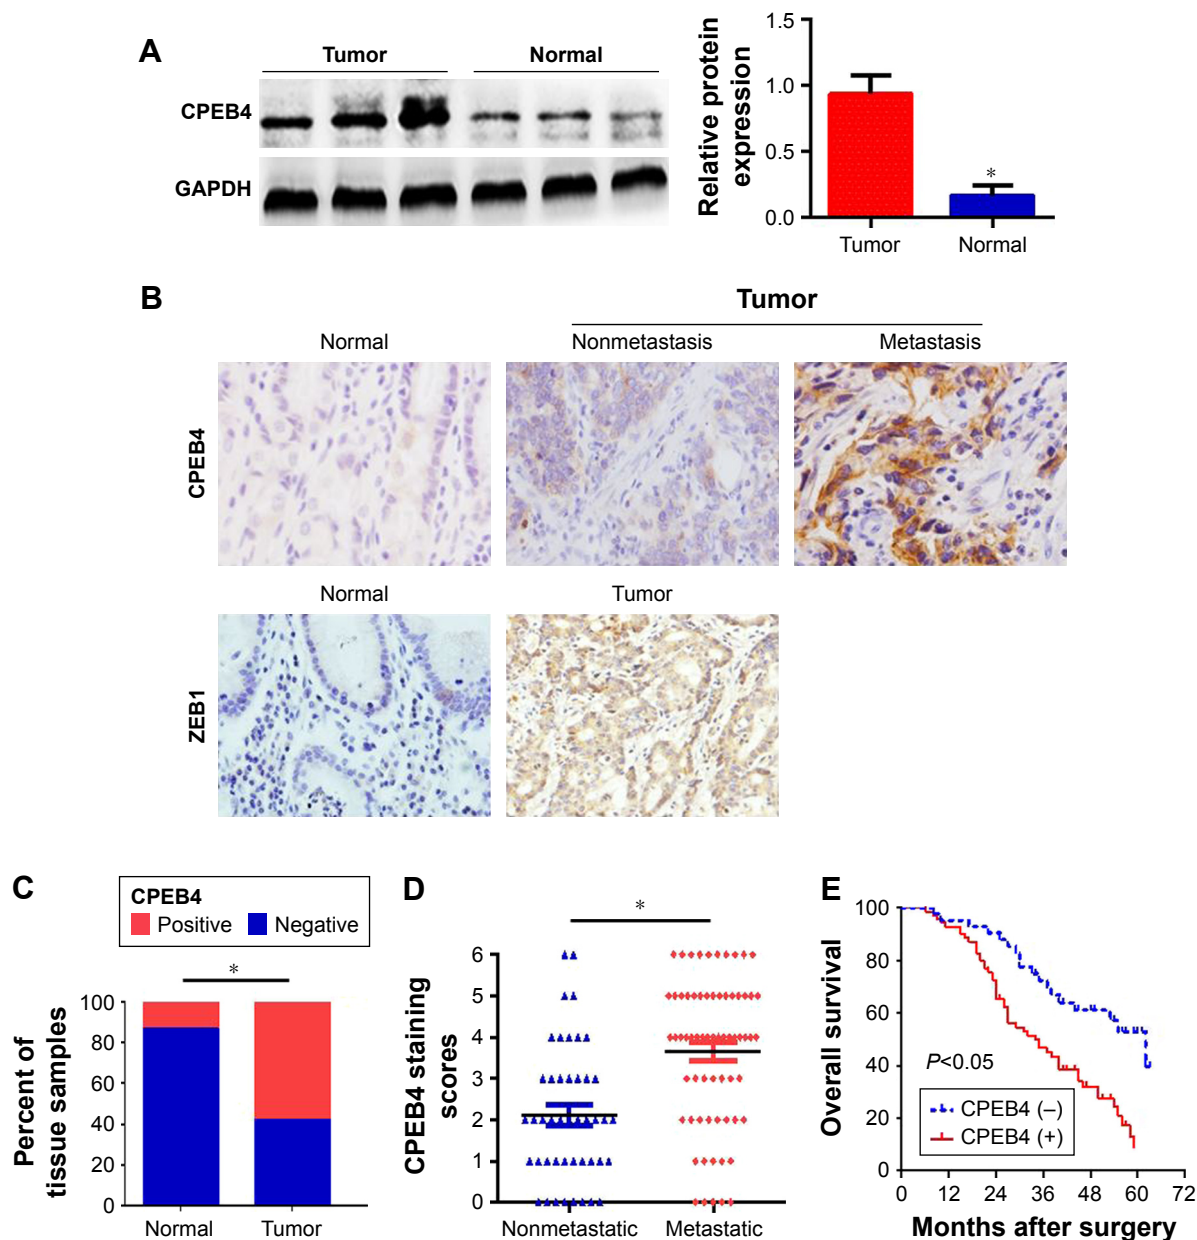 A
Tumor Normal
CPEB4
GAPDH
Relative protein
expression
1.5
1.0
0.5
0.0
*
Tumor Normal
B
Tumor
Normal Nonmetastasis Metastasis
CPEB4
Normal Tumor
ZEB1
C
CPEB4
Positive Negative
*
Percent of
tissue samples
100
80
60
40
20
0
Normal Tumor
D
*
CPEB4 staining
scores
6
5
4
3
2
1
0
Nonmetastatic Metastatic
E
Overall survival
100
80
60
40
20
0
P<0.05
CPEB4 (–)
CPEB4 (+)
0 12 24 36 48 60 72
Months after surgery